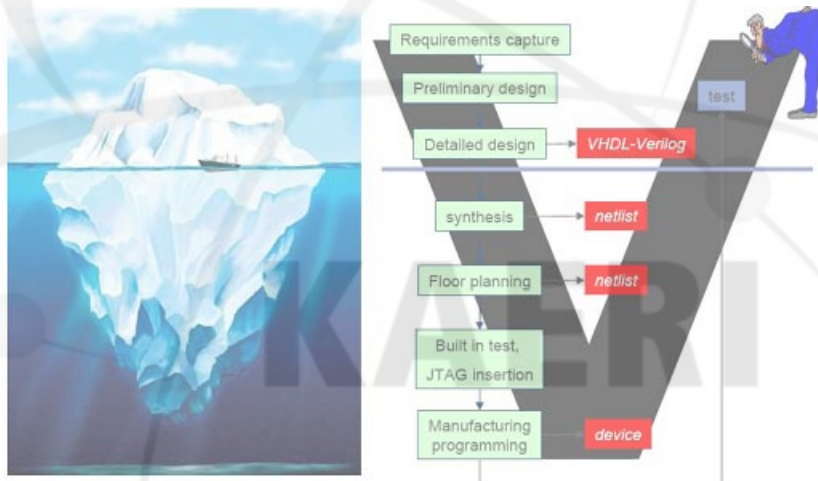 Requirements capture
Preliminary design
test
Detailed design
VHDL-Verilog
synthesis
netlist
Floor planning
netlist
KAERI
Built in test,
JTAG insertion
Manufacturing
programming
device